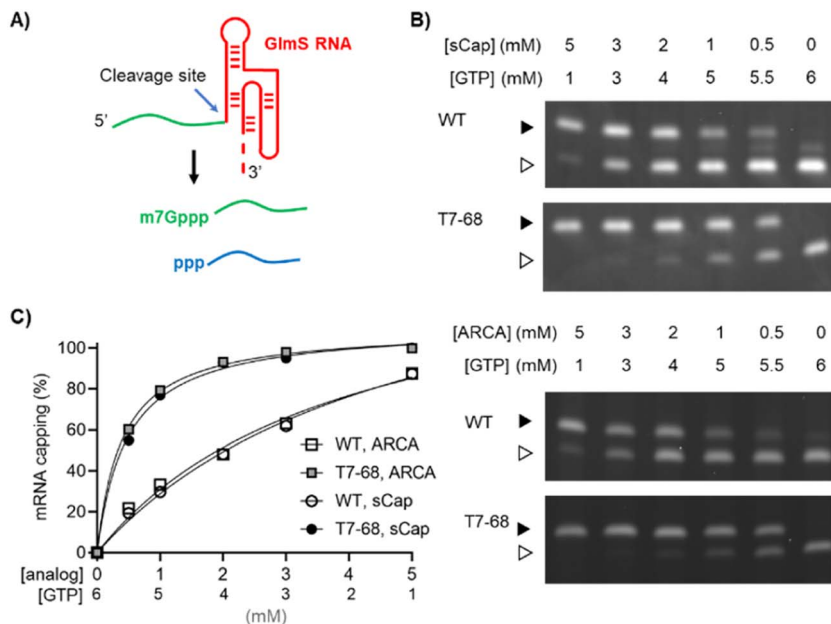 A)
GlmS RNA
Cleavage site
5’
3’
m7Gppp
ppp
B)
[sCap] (mM) 5 3 2 1 0.5 0
[GTP] (mM) 1 3 4 5 5.5 6
WT
T7-68
[ARCA] (mM) 5 3 2 1 0.5 0
[GTP] (mM) 1 3 4 5 5.5 6
WT
T7-68
C)
mRNA capping (%)
100
80
60
40
20
0
WT, ARCA
T7-68, ARCA
WT, sCap
T7-68, sCap
[analog] 0 1 2 3 4 5
[GTP] 6 5 4 3 2 1
(mM)